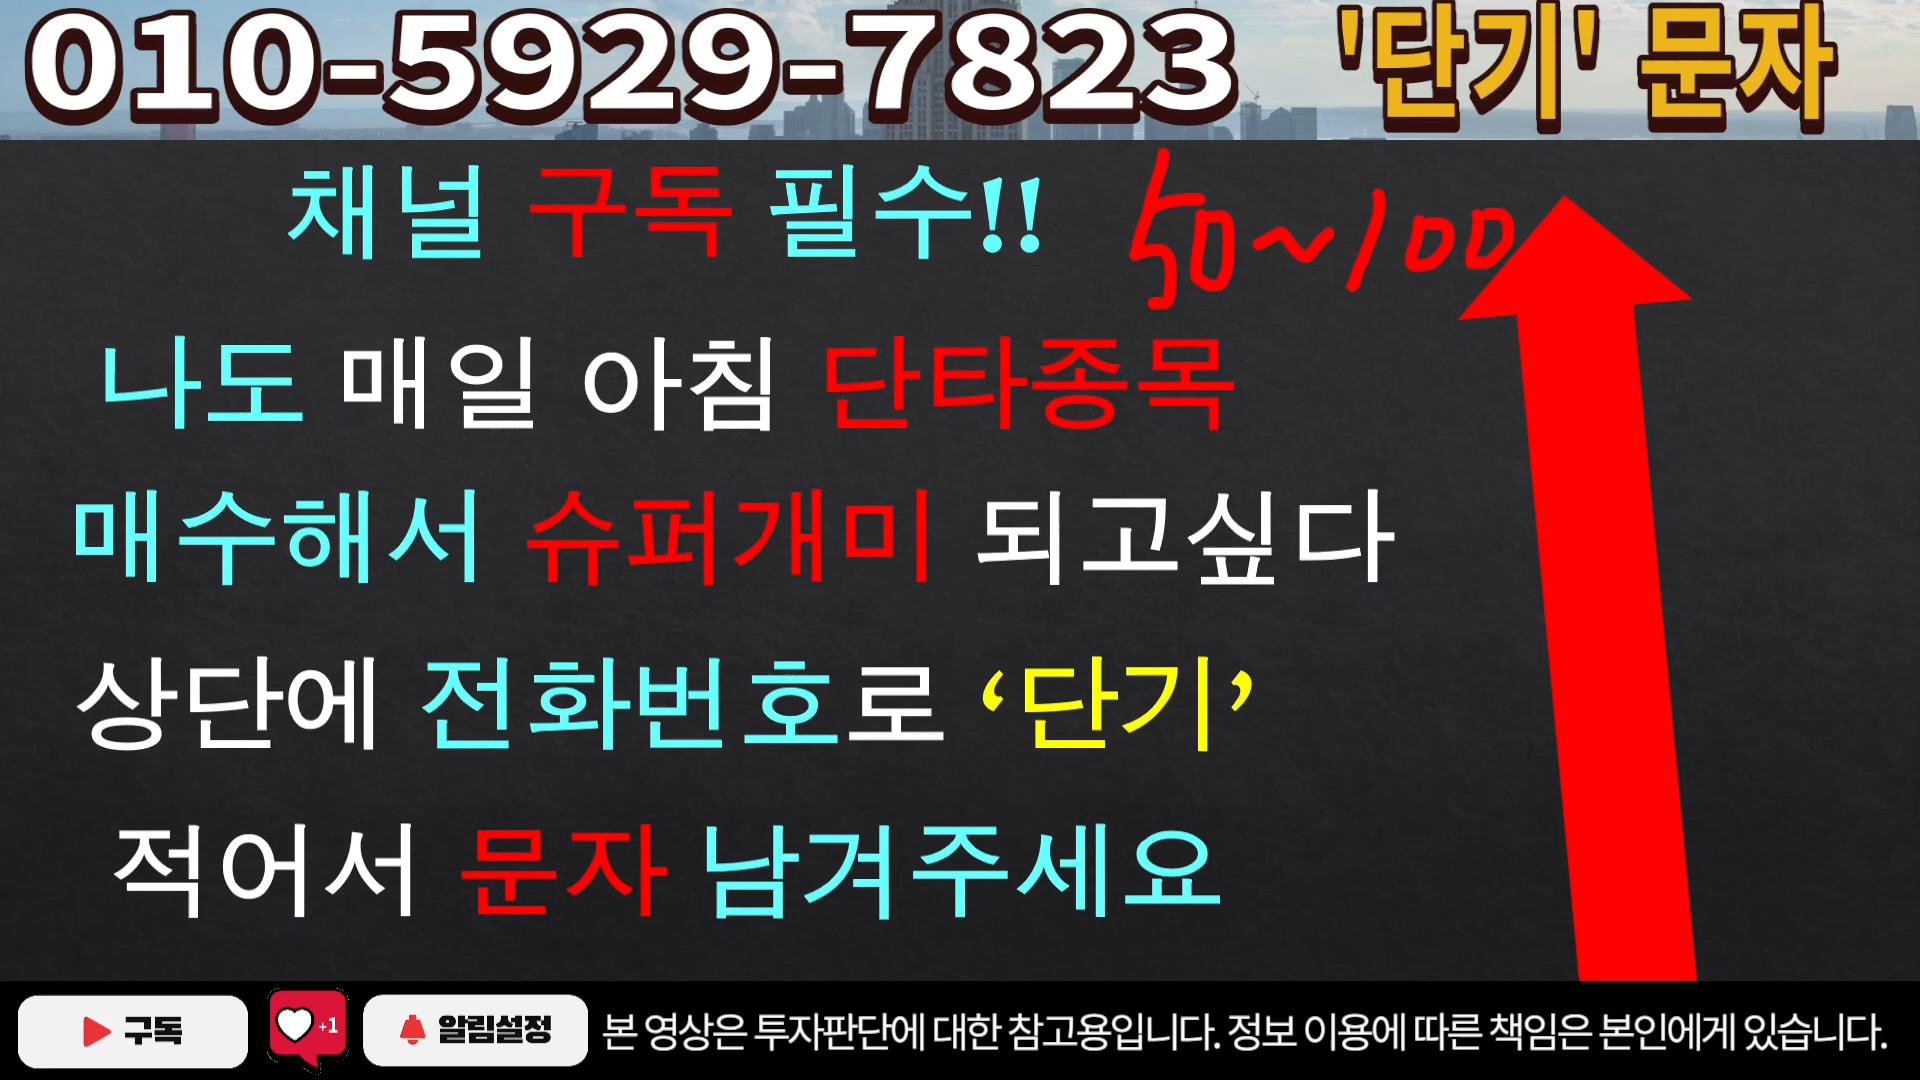 010-5929-7823 '단기' 문자
채널 구독 필수!! 50~100
나도 매일 아침 단타종목
매수해서 슈퍼개미 되고싶다
상단에 전화번호로 ‘단기’
적어서 문자 남겨주세요
구독 +1 알림설정 본 영상은 투자판단에 대한 참고용입니다. 정보 이용에 따른 책임은 본인에게 있습니다.